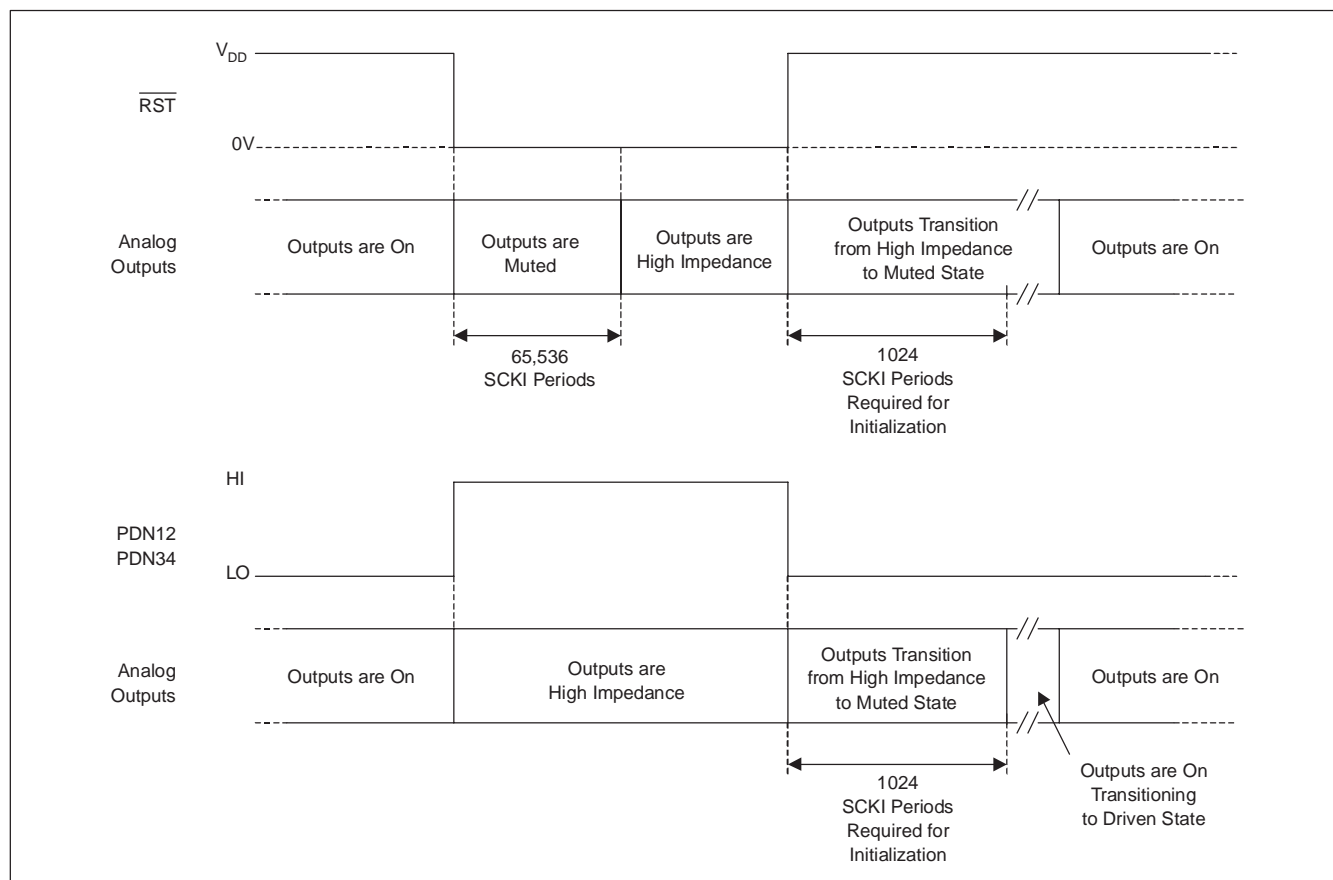 VDD
RST
0V
Analog
Outputs
Outputs are On
Outputs are
Muted
Outputs are
High Impedance
Outputs Transition
from High Impedance
to Muted State
Outputs are On
65,536
SCKI Periods
1024
SCKI Periods
Required for
Initialization
HI
PDN12
PDN34
LO
Analog
Outputs
Outputs are On
Outputs are
High Impedance
Outputs Transition
from High Impedance
to Muted State
Outputs are On
1024
SCKI Periods
Required for
Initialization
Outputs are On
Transitioning
to Driven State